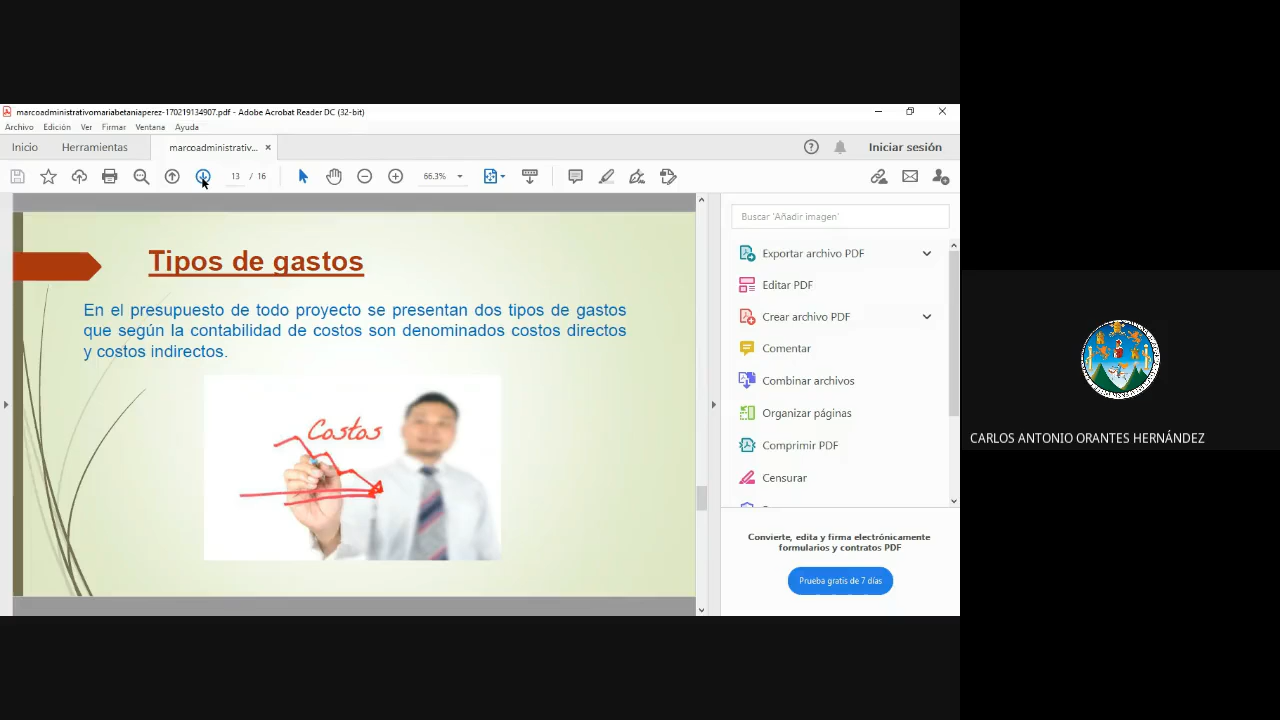 marcoadministrativomariabetaniaperez-170219134907.pdf - Adobe Acrobat Reader DC (32-bit)
Archivo Edición Ver Firmar Ventana Ayuda
Inicio Herramientas marcoadministrativ... × Iniciar sesión
13 / 16 66.3%
Tipos de gastos
En el presupuesto de todo proyecto se presentan dos tipos de gastos
que según la contabilidad de costos son denominados costos directos
y costos indirectos.
Costos
Buscar 'Añadir imagen'
Exportar archivo PDF
Editar PDF
Crear archivo PDF
Comentar
Combinar archivos
Organizar páginas
Comprimir PDF
Censurar
Convierte, edita y firma electrónicamente
formularios y contratos PDF
Prueba gratis de 7 días
CARLOS ANTONIO ORANTES HERNÁNDEZ